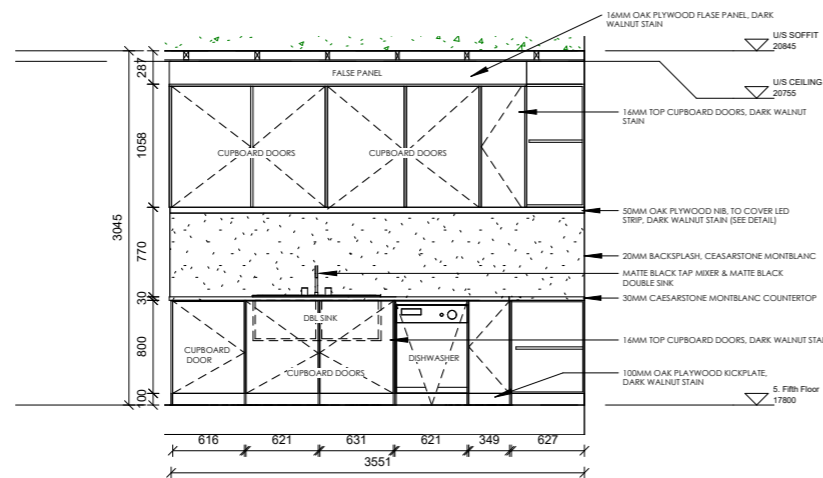 16MM OAK PLYWOOD FLASE PANEL, DARK
WALNUT STAIN
U/S SOFFIT
20845
287
FALSE PANEL
U/S CEILING
20755
16MM TOP CUPBOARD DOORS, DARK WALNUT
STAIN
1058
CUPBOARD DOORS
CUPBOARD DOORS
3045
50MM OAK PLYWOOD NIB, TO COVER LED
STRIP, DARK WALNUT STAIN (SEE DETAIL)
770
20MM BACKSPLASH, CEASARSTONE MONTBLANC
MATTE BLACK TAP MIXER & MATTE BLACK
DOUBLE SINK
30
30MM CAESARSTONE MONTBLANC COUNTERTOP
DBL SINK
800
16MM TOP CUPBOARD DOORS, DARK WALNUT STAI
CUPBOARD
DOOR
DISHWASHER
CUPBOARD DOORS
100MM OAK PLAYWOOD KICKPLATE,
DARK WALNUT STAIN
100
5. Fifth Floor
17800
616
621
631
621
349
627
3551